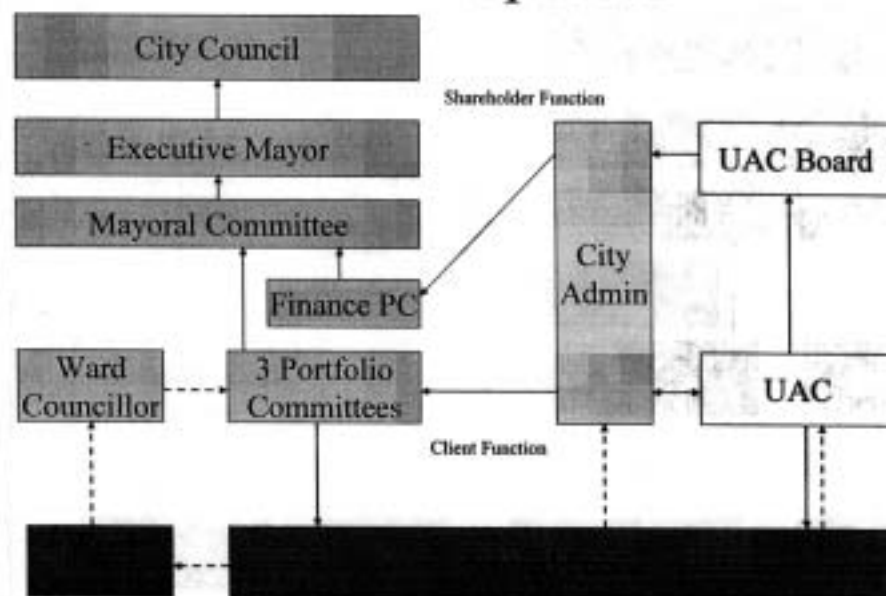 City Council
Shareholder Function
Executive Mayor
UAC Board
Mayoral Committee
City
Admin
Finance PC
Ward
Councillor
3 Portfolio
Committees
UAC
Client Function